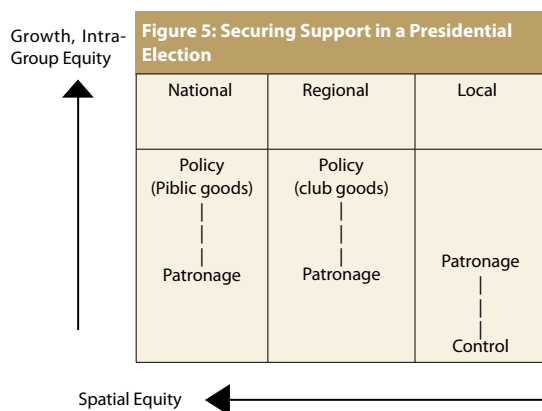 Growth, Intra-
Group Equity
Figure 5: Securing Support in a Presidential
Election
National Regional Local
Policy
(Piblic goods)
Patronage
Policy
(club goods)
Patronage
Patronage
Control
Spatial Equity